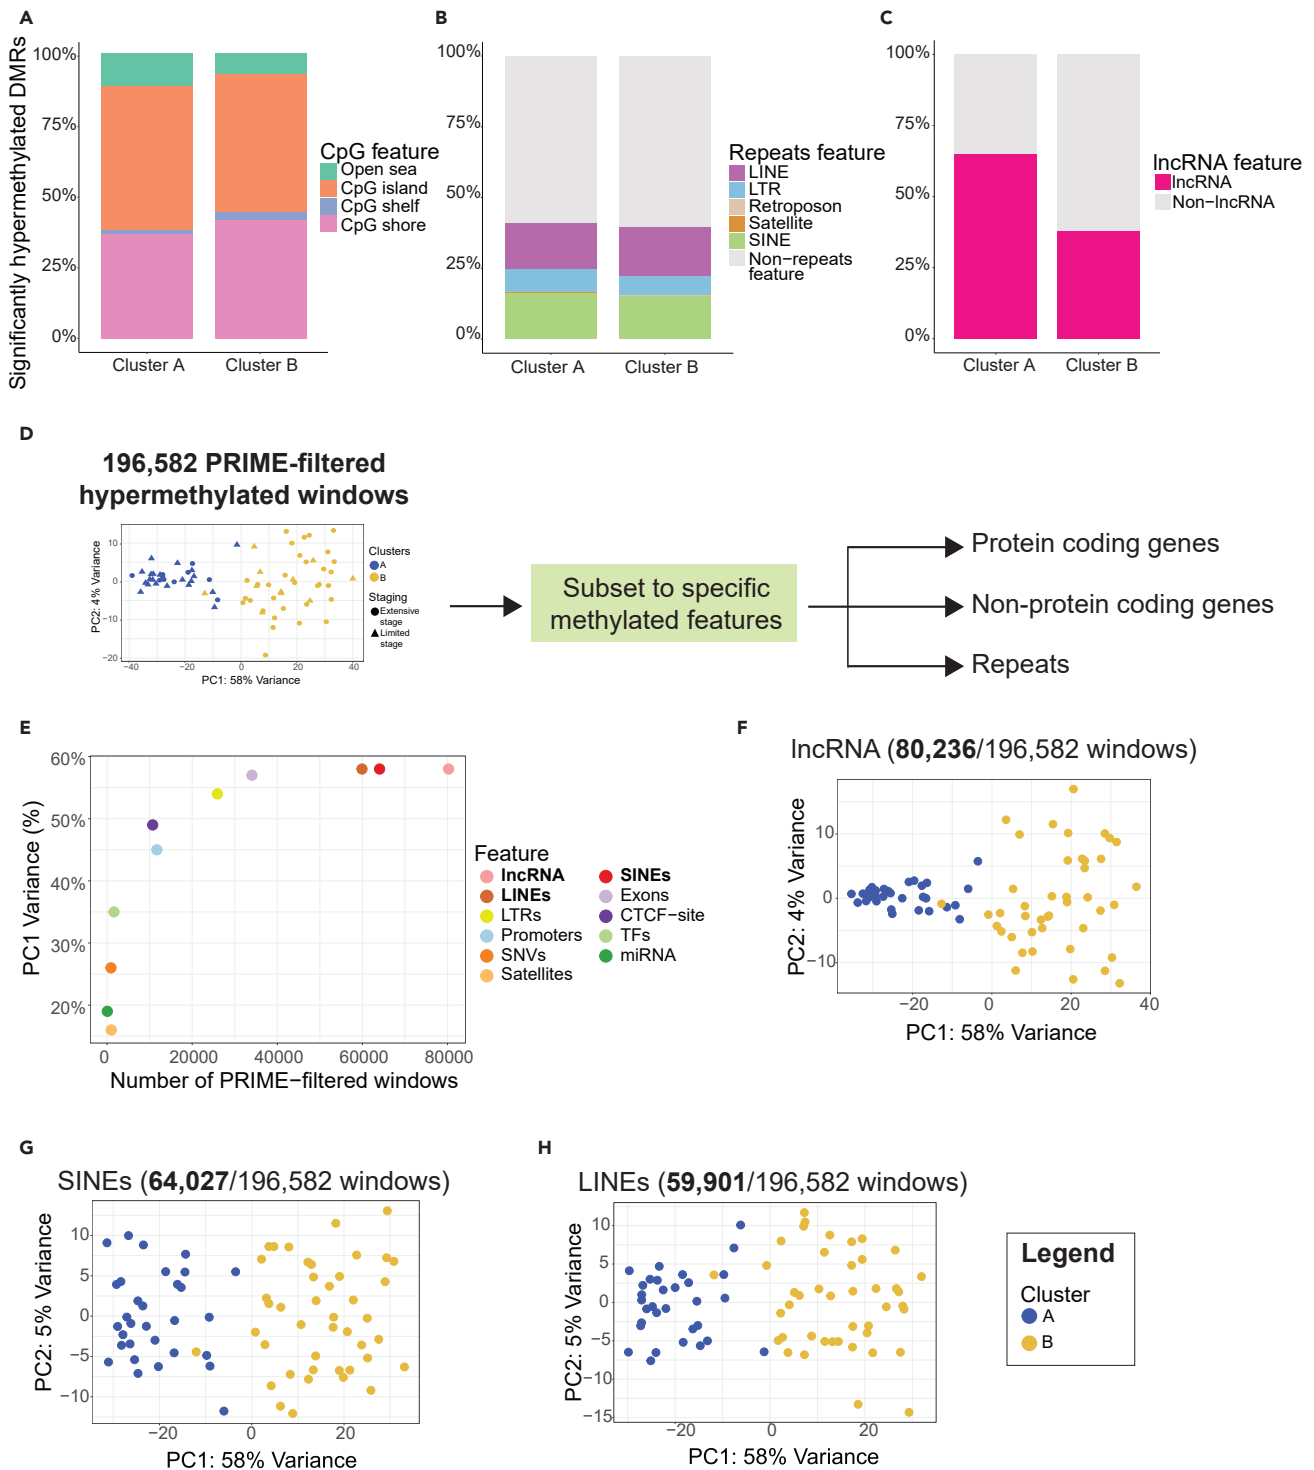 A
Significantly hypermethylated DMRs
100%
75%
50%
25%
0%
Cluster A
Cluster B
CpG feature
Open sea
CpG island
CpG shelf
CpG shore
B
100%
75%
50%
25%
0%
Cluster A
Cluster B
Repeats feature
LINE
LTR
Retroposon
Satellite
SINE
Non−repeats
feature
C
100%
75%
50%
25%
0%
Cluster A
Cluster B
lncRNA feature
lncRNA
Non−lncRNA
D
196,582 PRIME-filtered
hypermethylated windows
PC2: 4% Variance
10
0
−10
−20
−40
−20
0
20
40
PC1: 58% Variance
Clusters
A
B
Staging
Extensive
stage
Limited
stage
Subset to specific
methylated features
Protein coding genes
Non-protein coding genes
Repeats
E
PC1 Variance (%)
60%
50%
40%
30%
20%
0
20000
40000
60000
80000
Number of PRIME−filtered windows
Feature
lncRNA
LINEs
LTRs
Promoters
SNVs
Satellites
SINEs
Exons
CTCF−site
TFs
miRNA
F
lncRNA (80,236/196,582 windows)
PC2: 4% Variance
10
0
−10
−20
0
20
40
PC1: 58% Variance
G
SINEs (64,027/196,582 windows)
PC2: 5% Variance
10
5
0
−5
−10
−20
0
20
PC1: 58% Variance
H
LINEs (59,901/196,582 windows)
PC2: 5% Variance
10
5
0
−5
−10
−15
−20
0
20
PC1: 58% Variance
Legend
Cluster
A
B